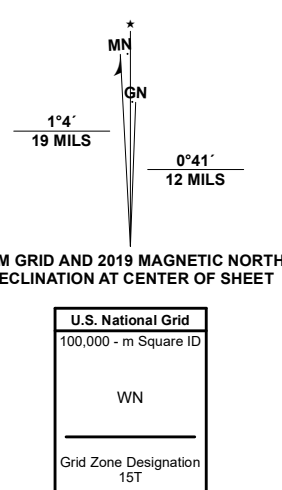 MN
GN
1°4´
19 MILS
0°41´
12 MILS
M GRID AND 2019 MAGNETIC NORTH
ECLINATION AT CENTER OF SHEET
U.S. National Grid
100,000 - m Square ID
WN
Grid Zone Designation
15T